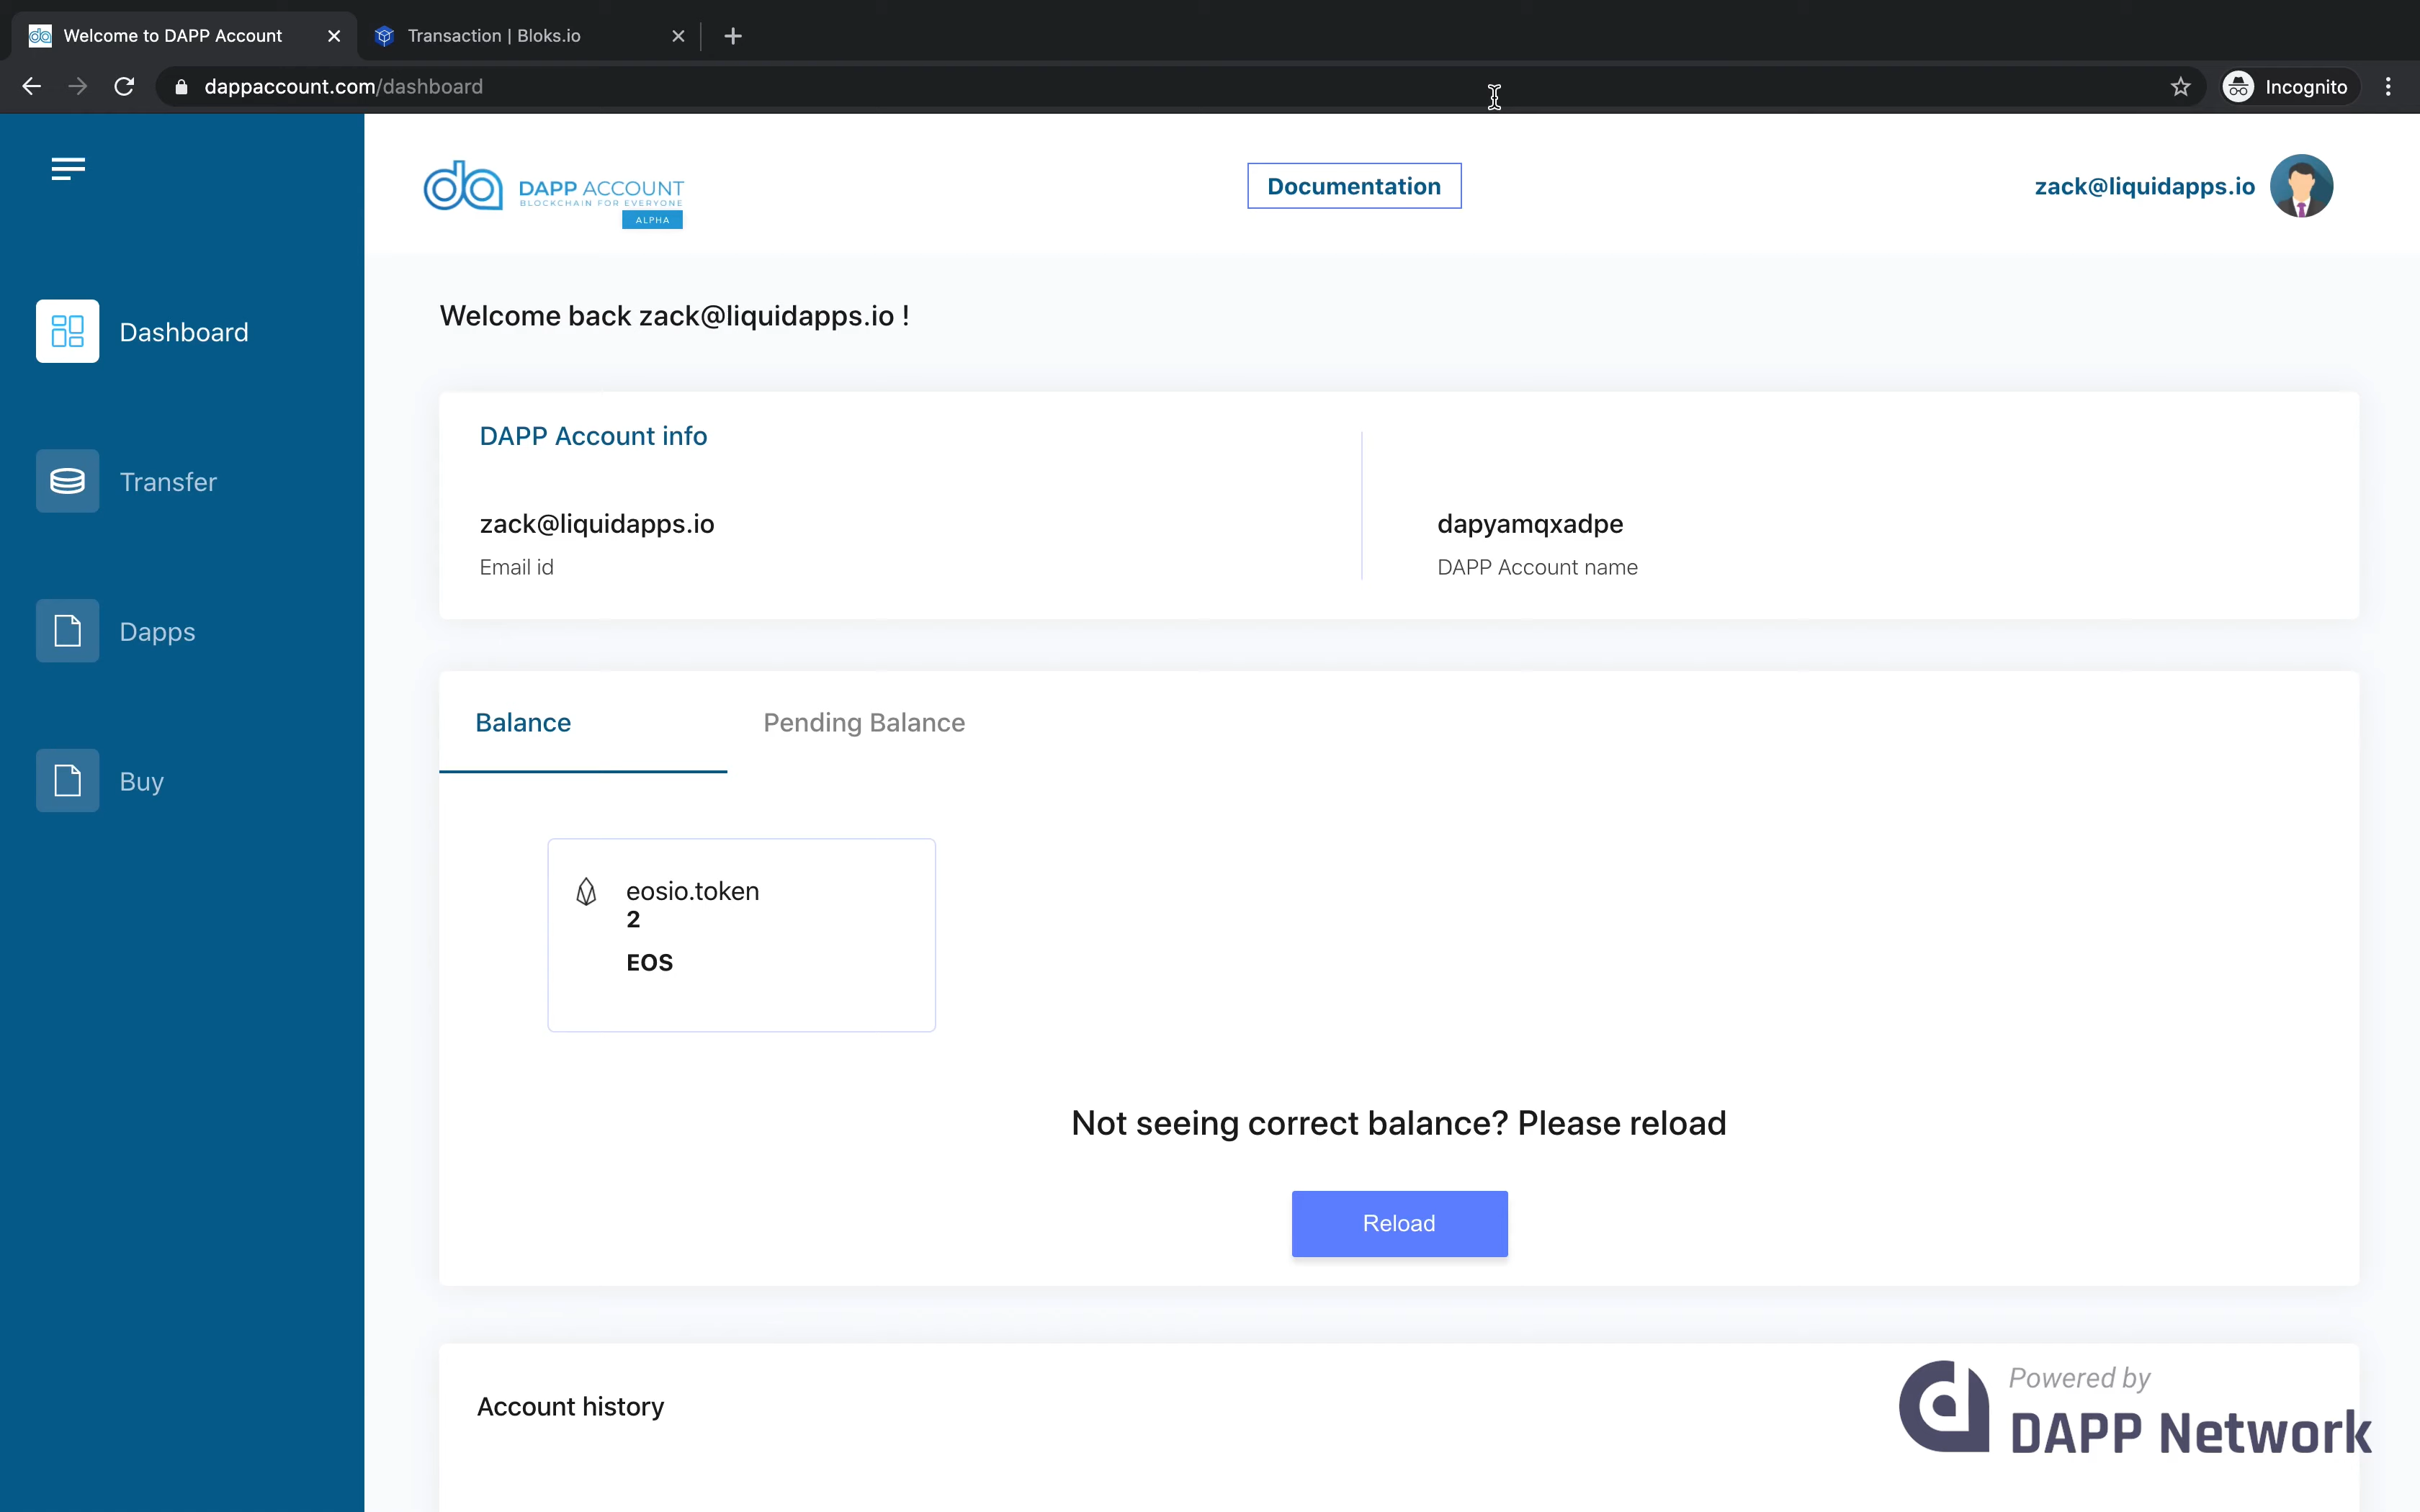 Welcome to DAPP Account
Transaction | Bloks.io
dappaccount.com/dashboard
Incognito
DAPP ACCOUNT
BLOCKCHAIN FOR EVERYONE
ALPHA
Documentation
zack@liquidapps.io
Dashboard
Transfer
Dapps
Buy
Welcome back zack@liquidapps.io !
DAPP Account info
zack@liquidapps.io
Email id
dapyamqxadpe
DAPP Account name
Balance
Pending Balance
eosio.token
2
EOS
Not seeing correct balance? Please reload
Reload
Account history
Powered by
DAPP Network